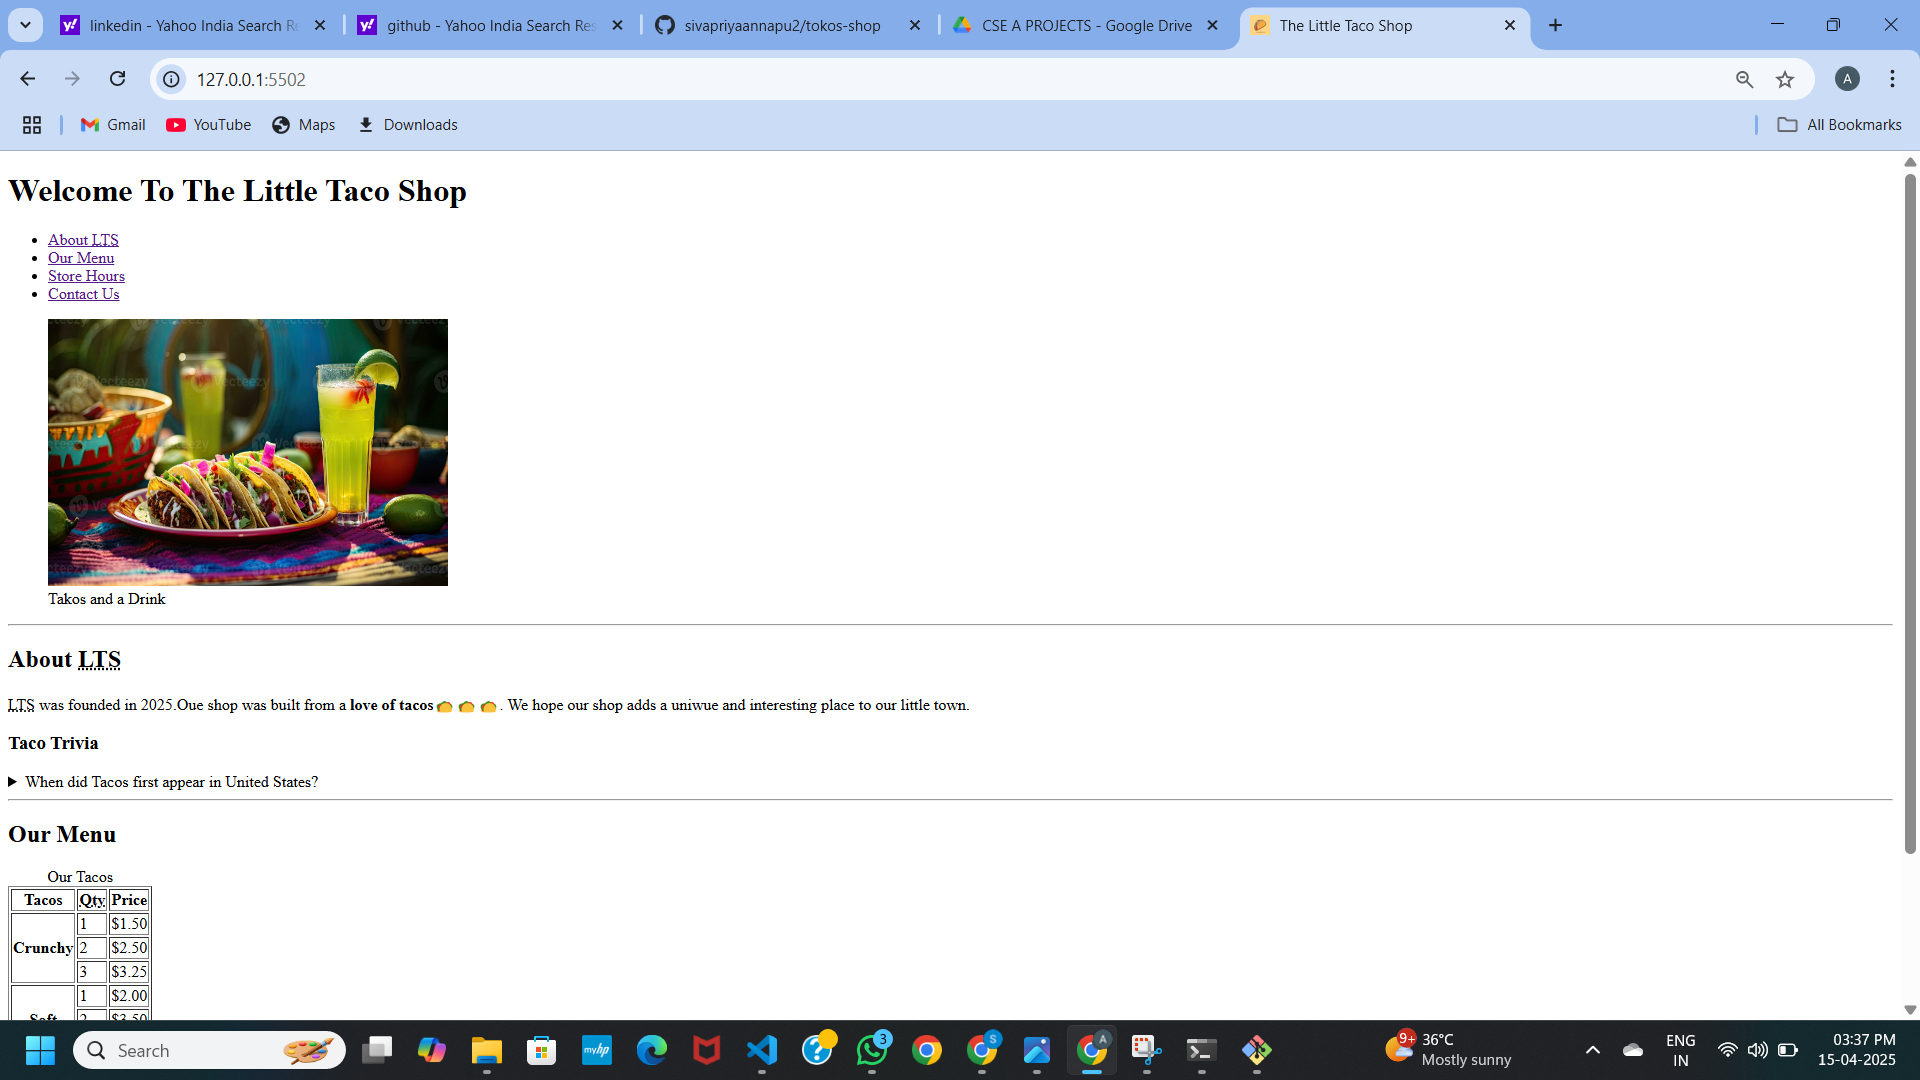 linkedin - Yahoo India Search Re
github - Yahoo India Search Res
sivapriyaannapu2/tokos-shop
CSE A PROJECTS - Google Drive
The Little Taco Shop
127.0.0.1:5502
A
Gmail
YouTube
Maps
Downloads
All Bookmarks
Welcome To The Little Taco Shop
About LTS
Our Menu
Store Hours
Contact Us
Vecteezy
Takos and a Drink
About LTS
LTS was founded in 2025.Oue shop was built from a love of tacos🌮 🌮 🌮 . We hope our shop adds a uniwue and interesting place to our little town.
Taco Trivia
When did Tacos first appear in United States?
Our Menu
Our Tacos
Tacos Qty Price
Crunchy 1 $1.50
2 $2.50
3 $3.25
Soft 1 $2.00
2 $3.50
Search
myhp
3
S
A
9+
36°C
Mostly sunny
ENG
IN
03:37 PM
15-04-2025